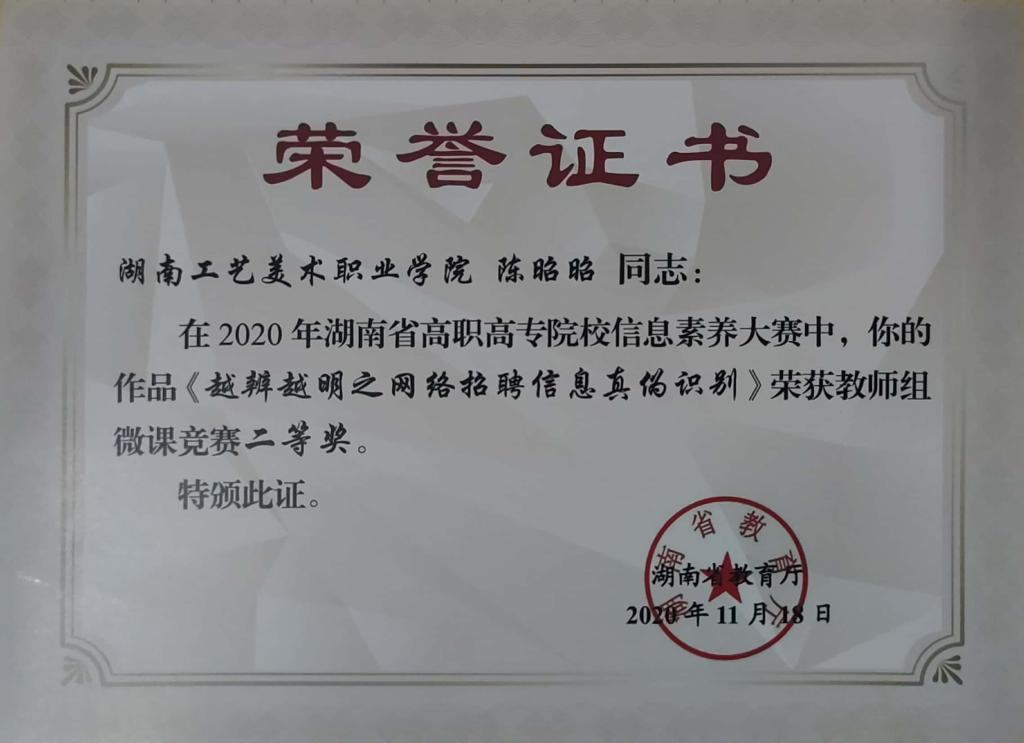 荣誉证书
湖南工艺美术职业学院 陈昭昭 同志：
在2020年湖南省高职高专院校信息素养大赛中，你的
作品《越辨越明之网络招聘信息真伪识别》荣获教师组
微课竞赛二等奖。
特颁此证。
湖南省教育厅
湖南省教育厅
2020年11月18日